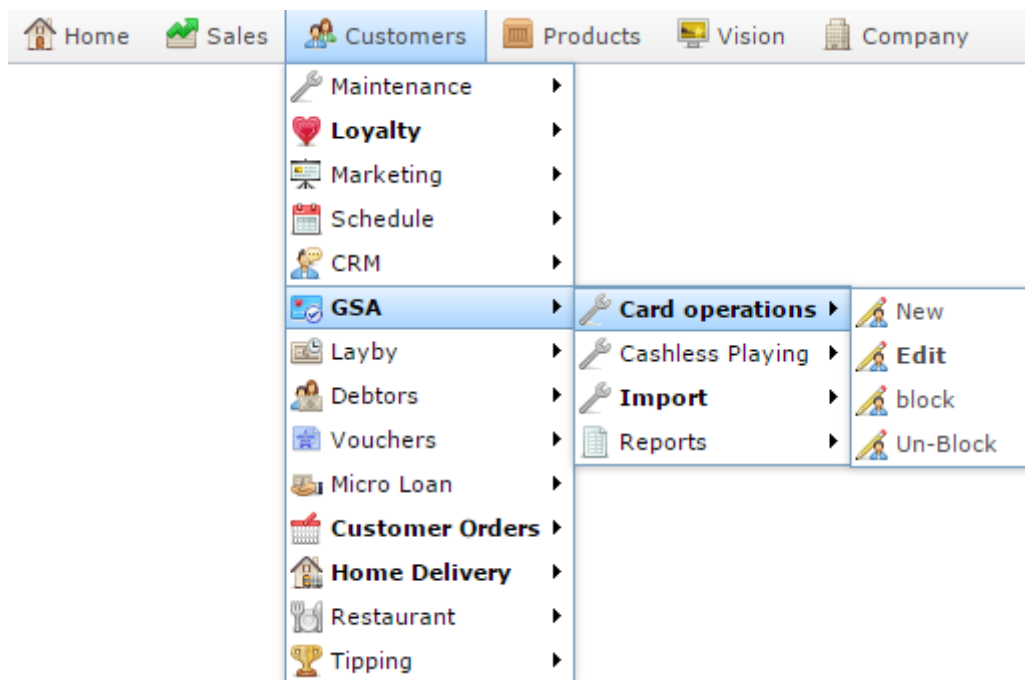 Home Sales Customers Products Vision Company
Maintenance
Loyalty
Marketing
Schedule
CRM
GSA Card operations New
Layby Cashless Playing Edit
Debtors Import block
Vouchers Reports Un-Block
Micro Loan
Customer Orders
Home Delivery
Restaurant
Tipping